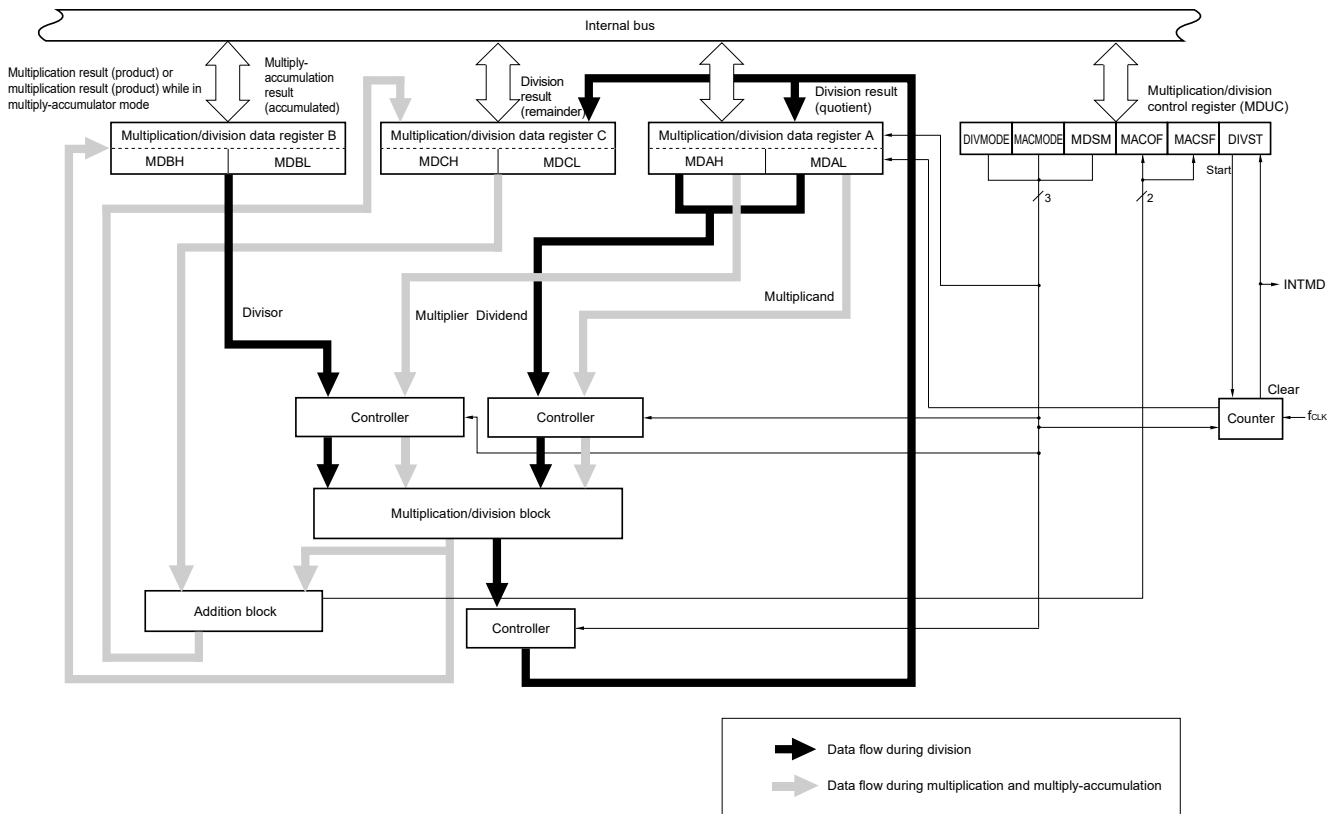 Internal bus
Multiplication result (product) or
multiplication result (product) while in
multiply-accumulator mode
Multiply-
accumulation
result
(accumulated)
Division
result
(remainder)
Division result
(quotient)
Multiplication/division
control register (MDUC)
Multiplication/division data register B
MDBH
MDBL
Multiplication/division data register C
MDCH
MDCL
Multiplication/division data register A
MDAH
MDAL
DIVMODE
MACMODE
MDSM
MACOF
MACSF
DIVST
Start
3
2
INTMD
Divisor
Multiplier
Dividend
Multiplicand
Clear
Controller
Controller
Counter
fCLK
Multiplication/division block
Addition block
Controller
Data flow during division
Data flow during multiplication and multiply-accumulation